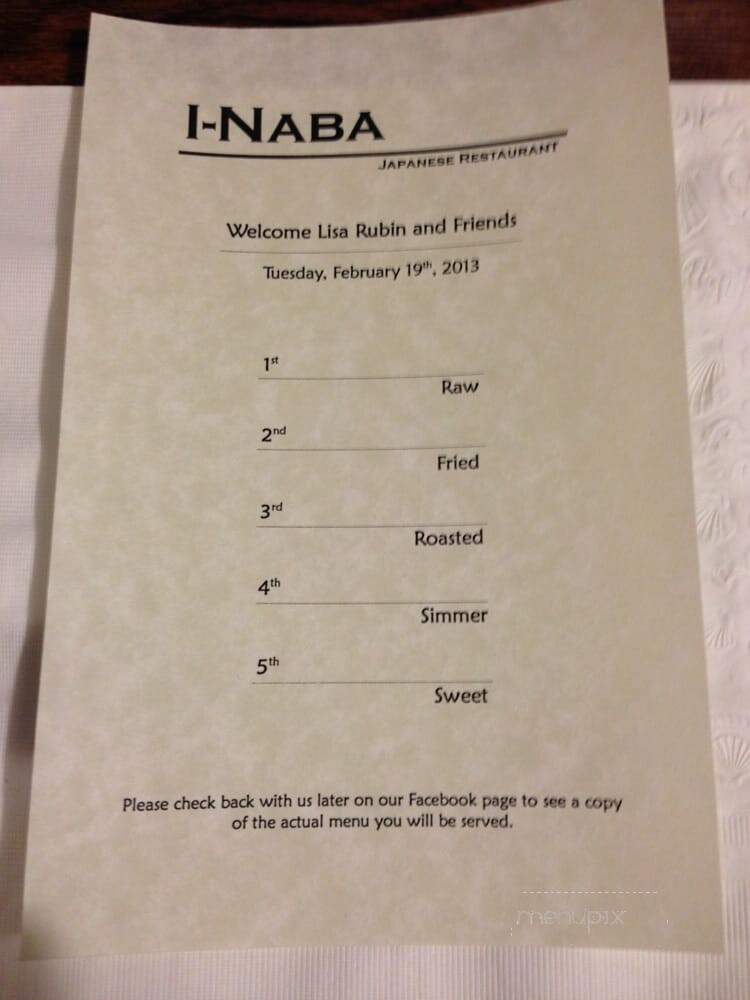 I-NABA
JAPANESE RESTAURANT
Welcome Lisa Rubin and Friends
Tuesday, February 19th, 2013
1st
Raw
2nd
Fried
3rd
Roasted
4th
Simmer
5th
Sweet
Please check back with us later on our Facebook page to see a copy
of the actual menu you will be served.
menupix